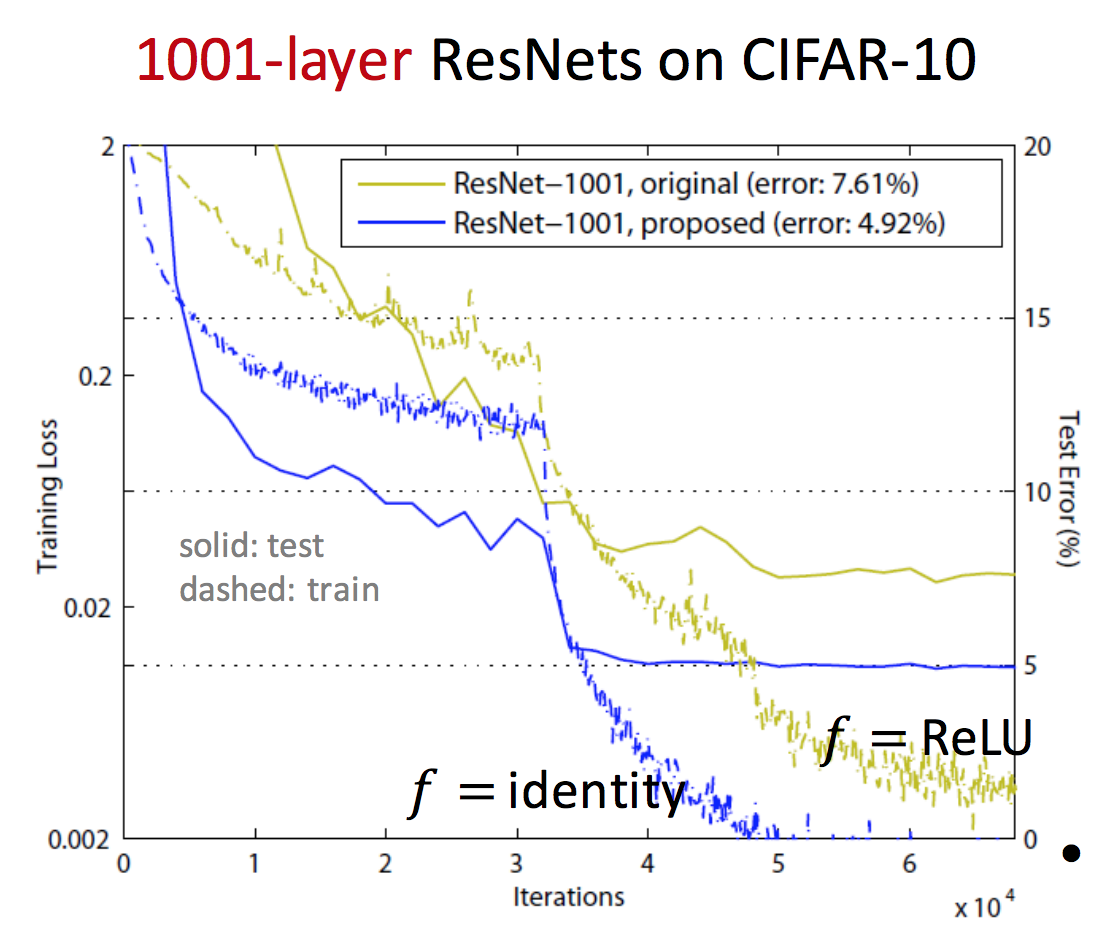 1001-layer ResNets on CIFAR-10
2
0.2
0.02
0.002
Training Loss
20
15
10
5
0
Test Error (%)
ResNet−1001, original (error: 7.61%)
ResNet−1001, proposed (error: 4.92%)
solid: test
dashed: train
f = ReLU
f = identity
0 1 2 3 4 5 6
Iterations
x 10⁴
•